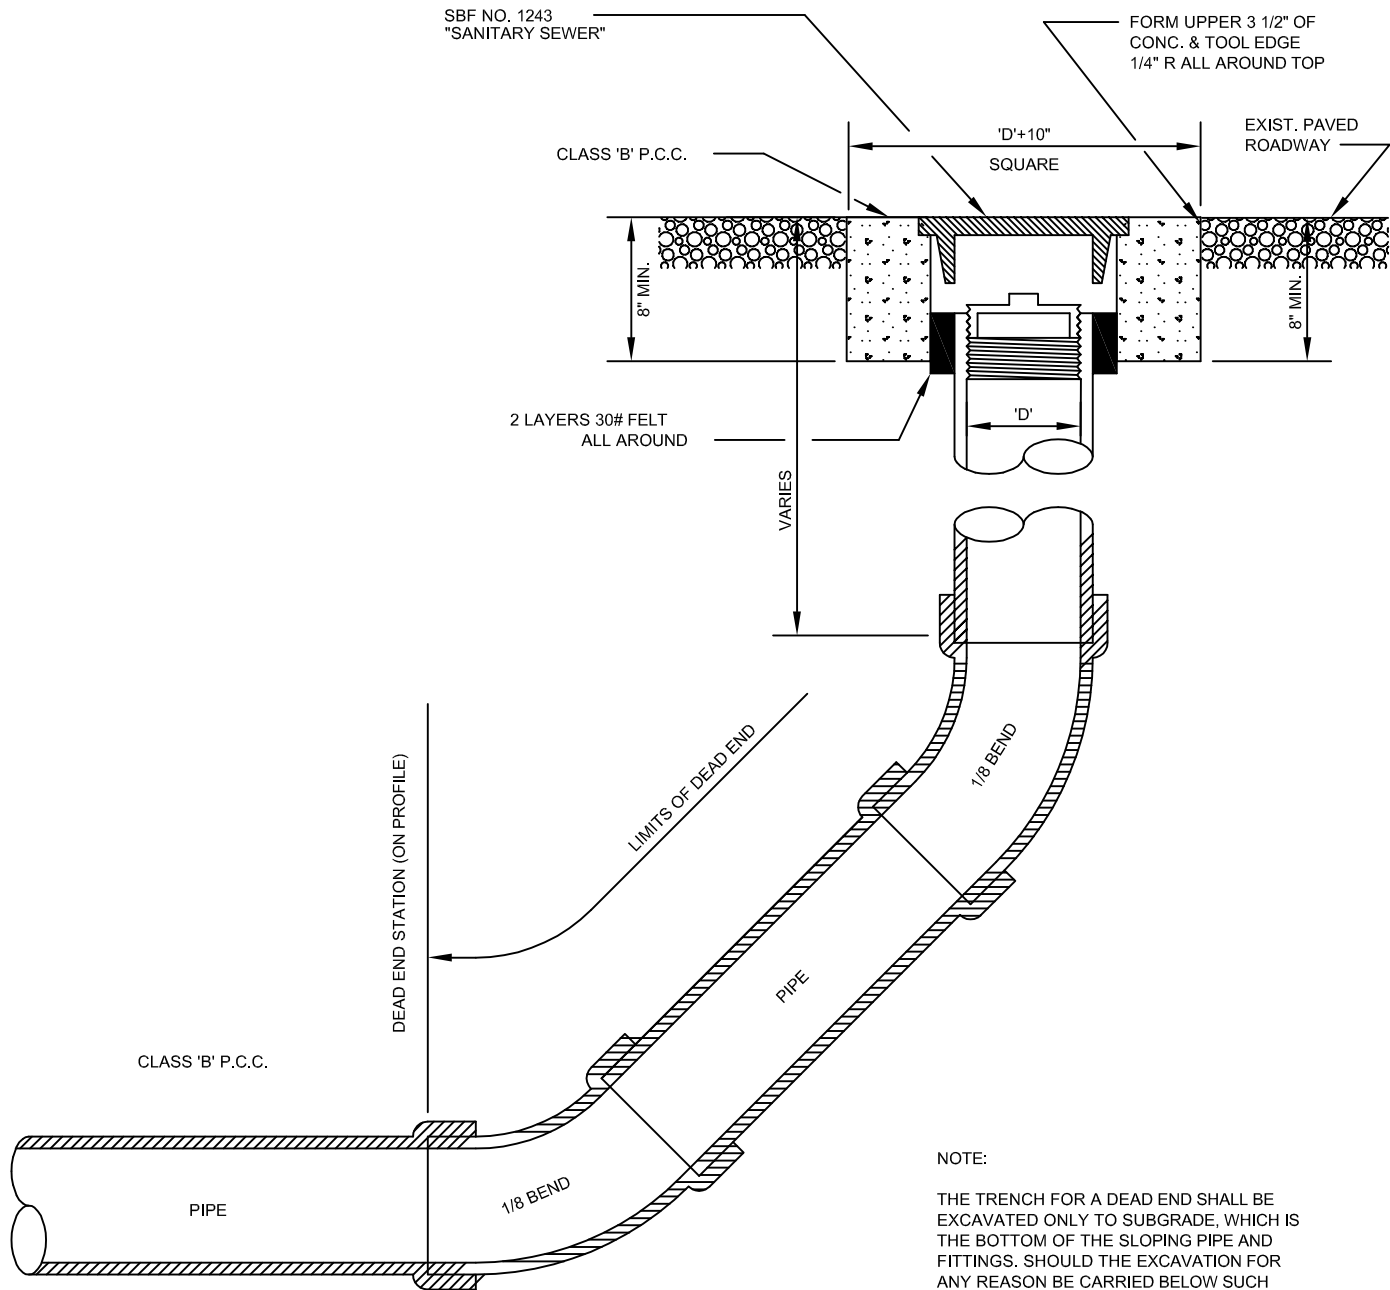 SBF NO. 1243
"SANITARY SEWER"
FORM UPPER 3 1/2" OF
CONC. & TOOL EDGE
1/4" R ALL AROUND TOP
EXIST. PAVED
ROADWAY
'D'+10"
SQUARE
CLASS 'B' P.C.C.
8" MIN.
8" MIN.
2 LAYERS 30# FELT
ALL AROUND
'D'
VARIES
LIMITS OF DEAD END
1/8 BEND
DEAD END STATION (ON PROFILE)
PIPE
CLASS 'B' P.C.C.
1/8 BEND
PIPE
NOTE:
THE TRENCH FOR A DEAD END SHALL BE
EXCAVATED ONLY TO SUBGRADE, WHICH IS
THE BOTTOM OF THE SLOPING PIPE AND
FITTINGS. SHOULD THE EXCAVATION FOR
ANY REASON BE CARRIED BELOW SUCH